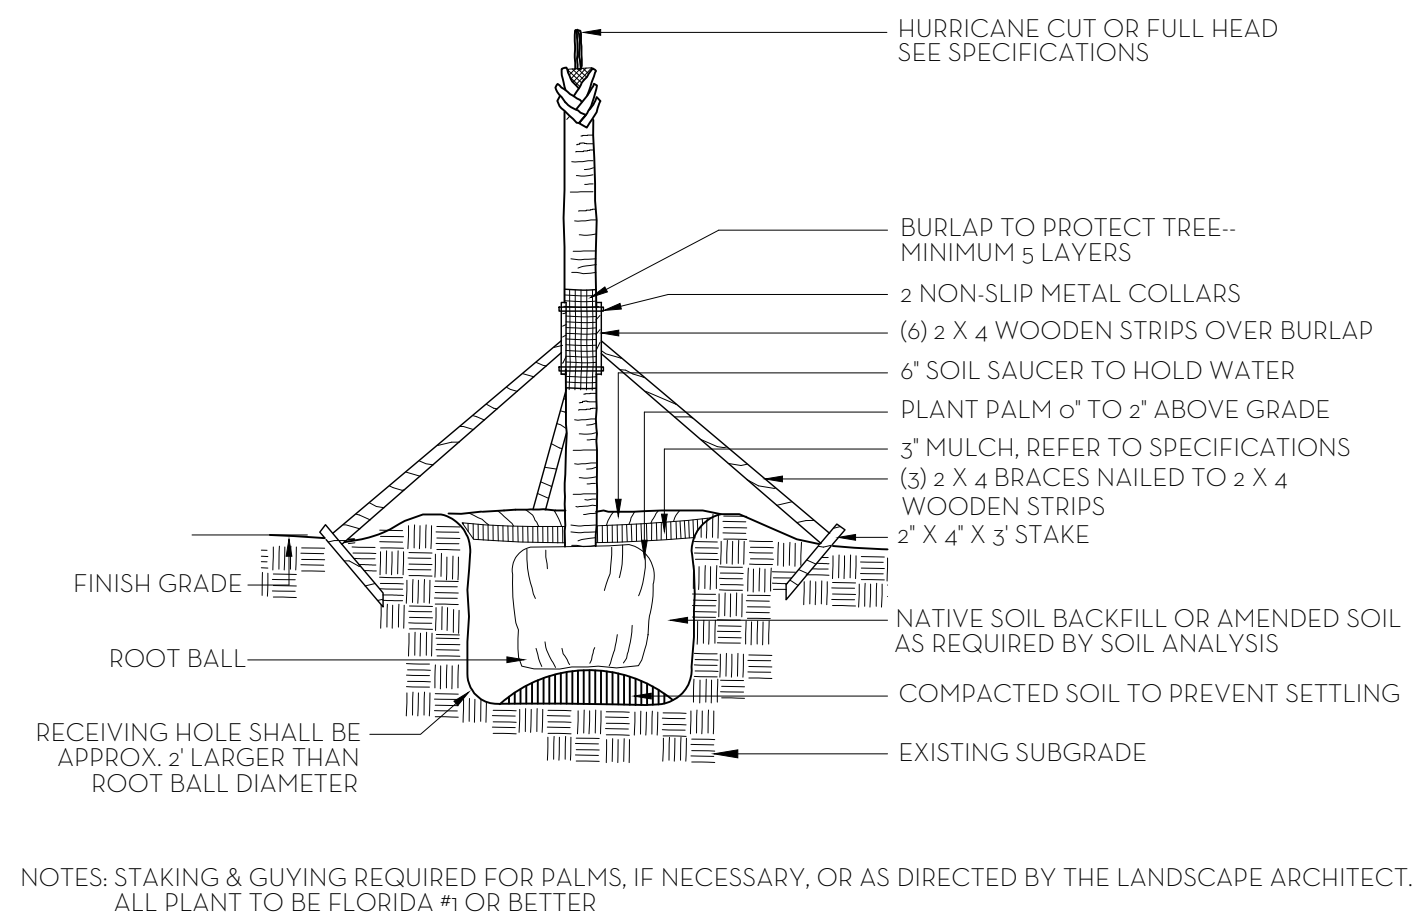 HURRICANE CUT OR FULL HEAD
SEE SPECIFICATIONS
BURLAP TO PROTECT TREE--
MINIMUM 5 LAYERS
2 NON-SLIP METAL COLLARS
(6) 2 X 4 WOODEN STRIPS OVER BURLAP
6" SOIL SAUCER TO HOLD WATER
PLANT PALM 0" TO 2" ABOVE GRADE
3" MULCH, REFER TO SPECIFICATIONS
(3) 2 X 4 BRACES NAILED TO 2 X 4
WOODEN STRIPS
2" X 4" X 3' STAKE
FINISH GRADE
NATIVE SOIL BACKFILL OR AMENDED SOIL
AS REQUIRED BY SOIL ANALYSIS
ROOT BALL
COMPACTED SOIL TO PREVENT SETTLING
RECEIVING HOLE SHALL BE
APPROX. 2' LARGER THAN
ROOT BALL DIAMETER
EXISTING SUBGRADE
NOTES: STAKING & GUYING REQUIRED FOR PALMS, IF NECESSARY, OR AS DIRECTED BY THE LANDSCAPE ARCHITECT.
ALL PLANT TO BE FLORIDA #1 OR BETTER